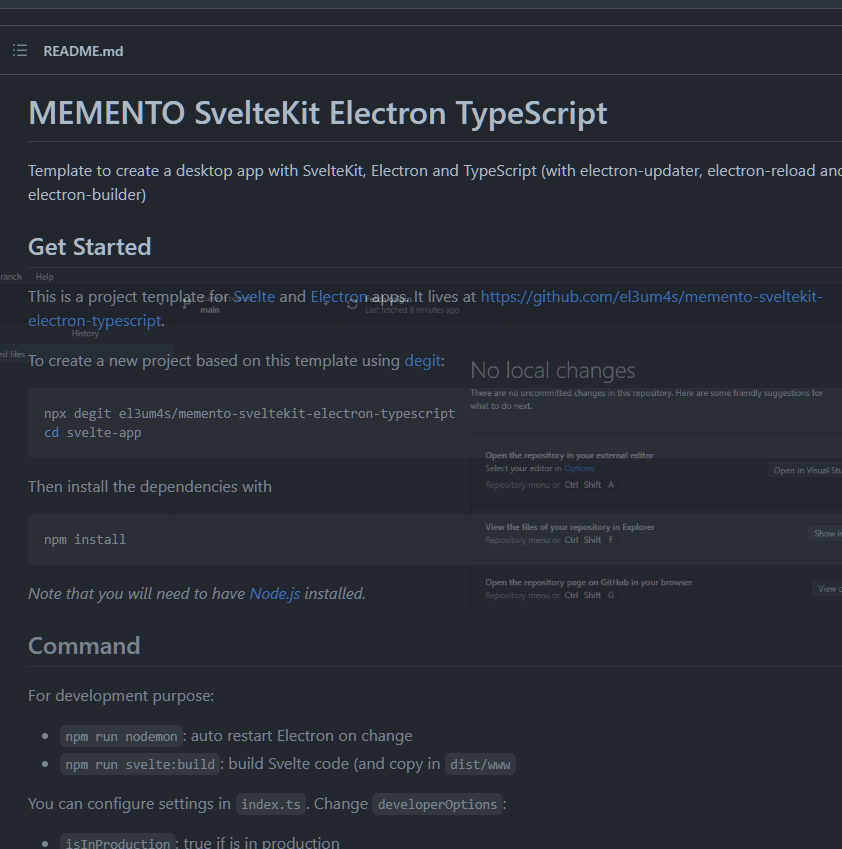 README.md
MEMENTO SvelteKit Electron TypeScript
Template to create a desktop app with SvelteKit, Electron and TypeScript (with electron-updater, electron-reload and
electron-builder)
Get Started
ranch Help
This is a project template for Svelte and Electron apps. It lives at https://github.com/el3um4s/memento-sveltekit-
electron-typescript.
main
Last fetched 8 minutes ago
History
ed files
To create a new project based on this template using degit:
No local changes
There are no uncommitted changes in this repository. Here are some friendly suggestions for
what to do next.
npx degit el3um4s/memento-sveltekit-electron-typescript
cd svelte-app
Open the repository in your external editor
Select your editor in Options
Repository menu or Ctrl Shift A
Open in Visual Stu
Then install the dependencies with
npm install
View the files of your repository in Explorer
Repository menu or Ctrl Shift F
Show in
Open the repository page on GitHub in your browser
Repository menu or Ctrl Shift G
View o
Note that you will need to have Node.js installed.
Command
For development purpose:
npm run nodemon: auto restart Electron on change
npm run svelte:build: build Svelte code (and copy in dist/www
You can configure settings in index.ts. Change developerOptions:
isInProduction: true if is in production